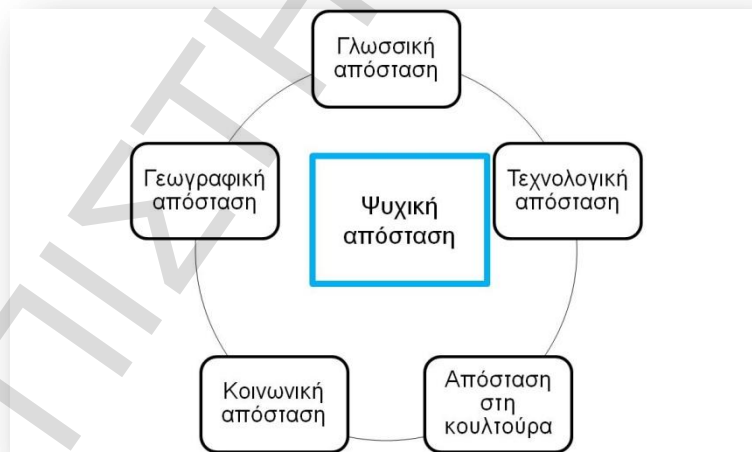 Γλωσσική
απόσταση
Γεωγραφική
απόσταση
Ψυχική
απόσταση
Τεχνολογική
απόσταση
Κοινωνική
απόσταση
Απόσταση
στη
κουλτούρα